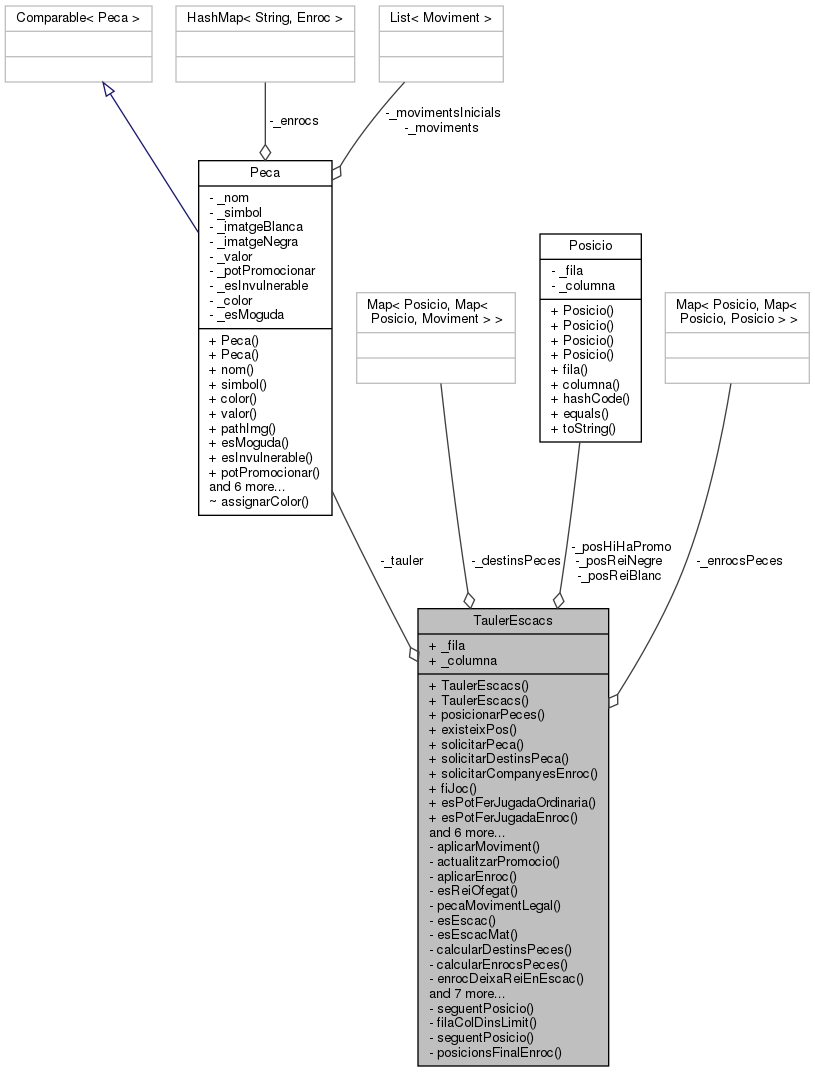 Comparable< Peca >
HashMap< String, Enroc >
List< Moviment >
-_enrocs
-_movimentsInicials
-_moviments
Peca
- _nom
- _simbol
- _imatgeBlanca
- _imatgeNegra
- _valor
- _potPromocionar
- _esInvulnerable
- _color
- _esMoguda
+ Peca()
+ Peca()
+ nom()
+ simbol()
+ color()
+ valor()
+ pathImg()
+ esMoguda()
+ esInvulnerable()
+ potPromocionar()
and 6 more...
~ assignarColor()
Map< Posicio, Map<
Posicio, Moviment > >
Posicio
- _fila
- _columna
+ Posicio()
+ Posicio()
+ Posicio()
+ Posicio()
+ fila()
+ columna()
+ hashCode()
+ equals()
+ toString()
Map< Posicio, Map<
Posicio, Posicio > >
-_tauler
-_destinsPeces
-_posHiHaPromo
-_posReiNegre
-_posReiBlanc
-_enrocsPeces
TaulerEscacs
+ _fila
+ _columna
+ TaulerEscacs()
+ TaulerEscacs()
+ posicionarPeces()
+ existeixPos()
+ solicitarPeca()
+ solicitarDestinsPeca()
+ solicitarCompanyesEnroc()
+ fiJoc()
+ esPotFerJugadaOrdinaria()
+ esPotFerJugadaEnroc()
and 6 more...
- aplicarMoviment()
- actualitzarPromocio()
- aplicarEnroc()
- esReiOfegat()
- pecaMovimentLegal()
- esEscac()
- esEscacMat()
- calcularDestinsPeces()
- calcularEnrocsPeces()
- enrocDeixaReiEnEscac()
and 7 more...
- seguentPosicio()
- filaColDinsLimit()
- seguentPosicio()
- posicionsFinalEnroc()